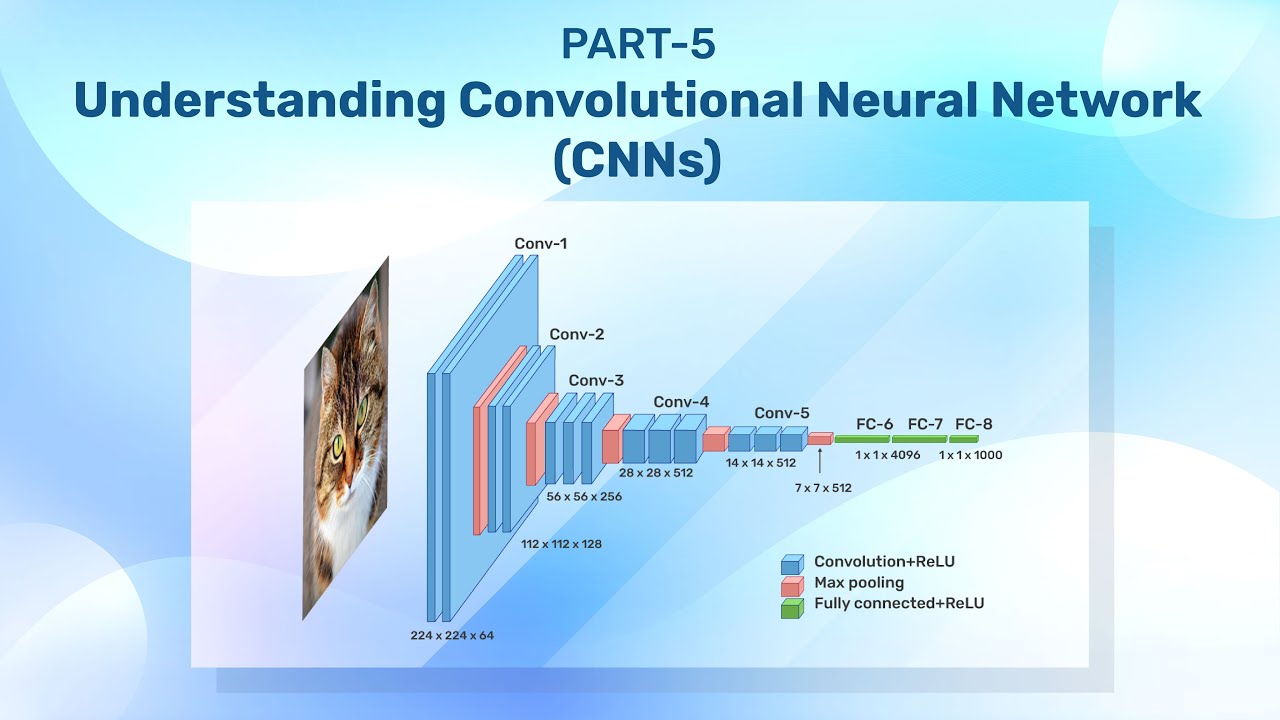 PART-5
Understanding Convolutional Neural Network
(CNNs)
Conv-1
Conv-2
Conv-3
Conv-4
Conv-5
FC-6 FC-7 FC-8
1 x 1 x 4096 1 x 1 x 1000
14 x 14 x 512
28 x 28 x 512
7 x 7 x 512
56 x 56 x 256
112 x 112 x 128
224 x 224 x 64
Convolution+ReLU
Max pooling
Fully connected+ReLU